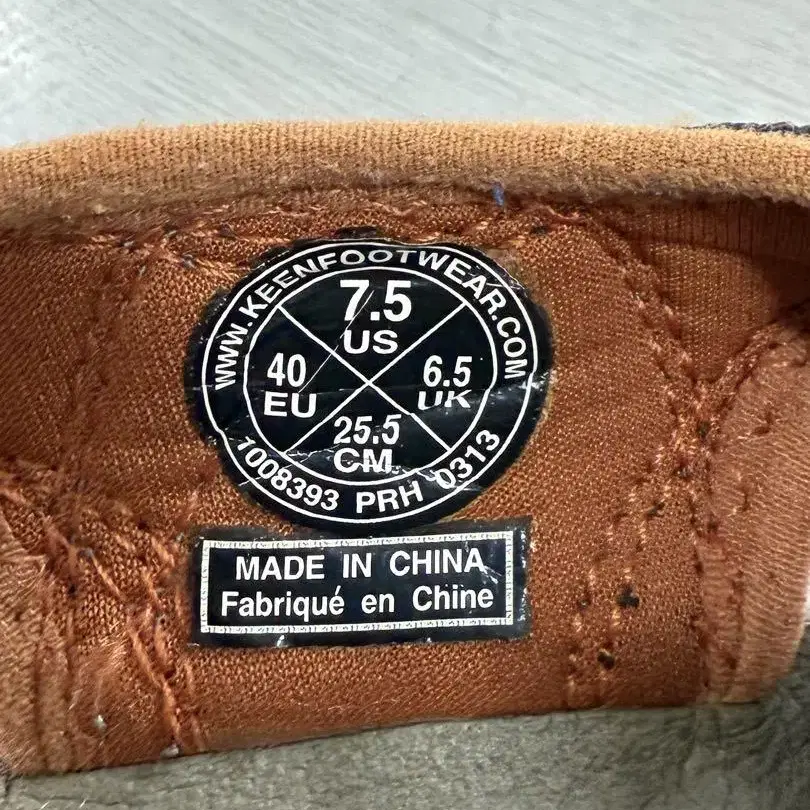 WWW.KEENFOOTWEAR.COM
7.5
US
40
EU
6.5
UK
25.5
CM
1008393 PRH 0313
MADE IN CHINA
Fabriqué en Chine